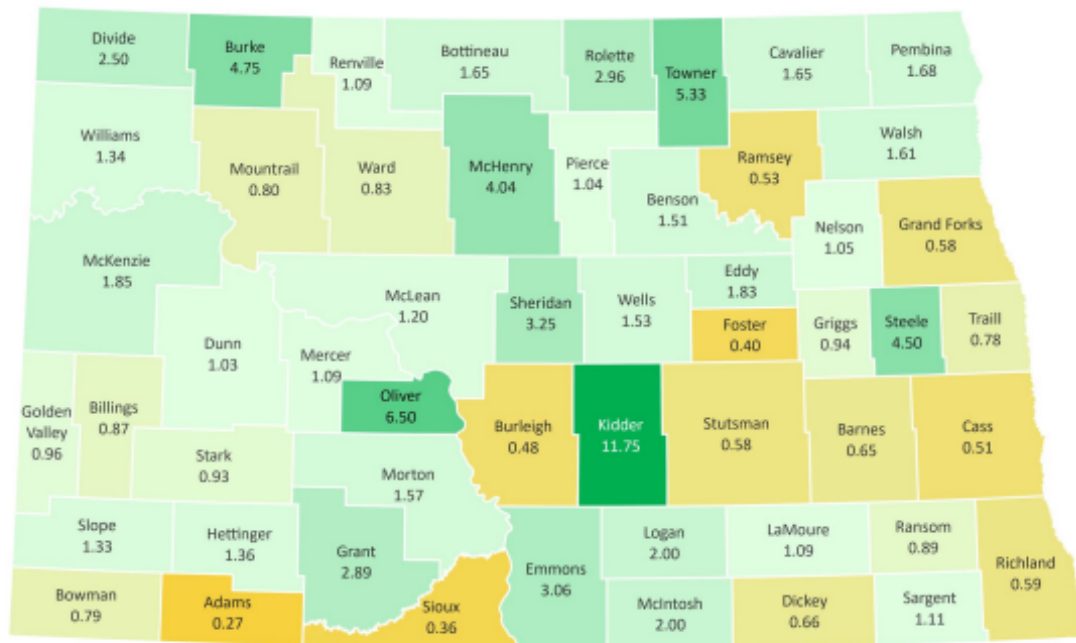 Divide
2.50
Burke
4.75
Renville
1.09
Bottineau
1.65
Rolette
2.96
Towner
5.33
Cavalier
1.65
Pembina
1.68
Williams
1.34
Mountrail
0.80
Ward
0.83
McHenry
4.04
Pierce
1.04
Benson
1.51
Ramsey
0.53
Walsh
1.61
Nelson
1.05
Grand Forks
0.58
McKenzie
1.85
McLean
1.20
Sheridan
3.25
Wells
1.53
Eddy
1.83
Foster
0.40
Griggs
0.94
Steele
4.50
Traill
0.78
Dunn
1.03
Mercer
1.09
Oliver
6.50
Golden
Valley
0.96
Billings
0.87
Stark
0.93
Morton
1.57
Burleigh
0.48
Kidder
11.75
Stutsman
0.58
Barnes
0.65
Cass
0.51
Slope
1.33
Hettinger
1.36
Grant
2.89
Emmons
3.06
Logan
2.00
LaMoure
1.09
Ransom
0.89
Richland
0.59
Bowman
0.79
Adams
0.27
Sioux
0.36
McIntosh
2.00
Dickey
0.66
Sargent
1.11